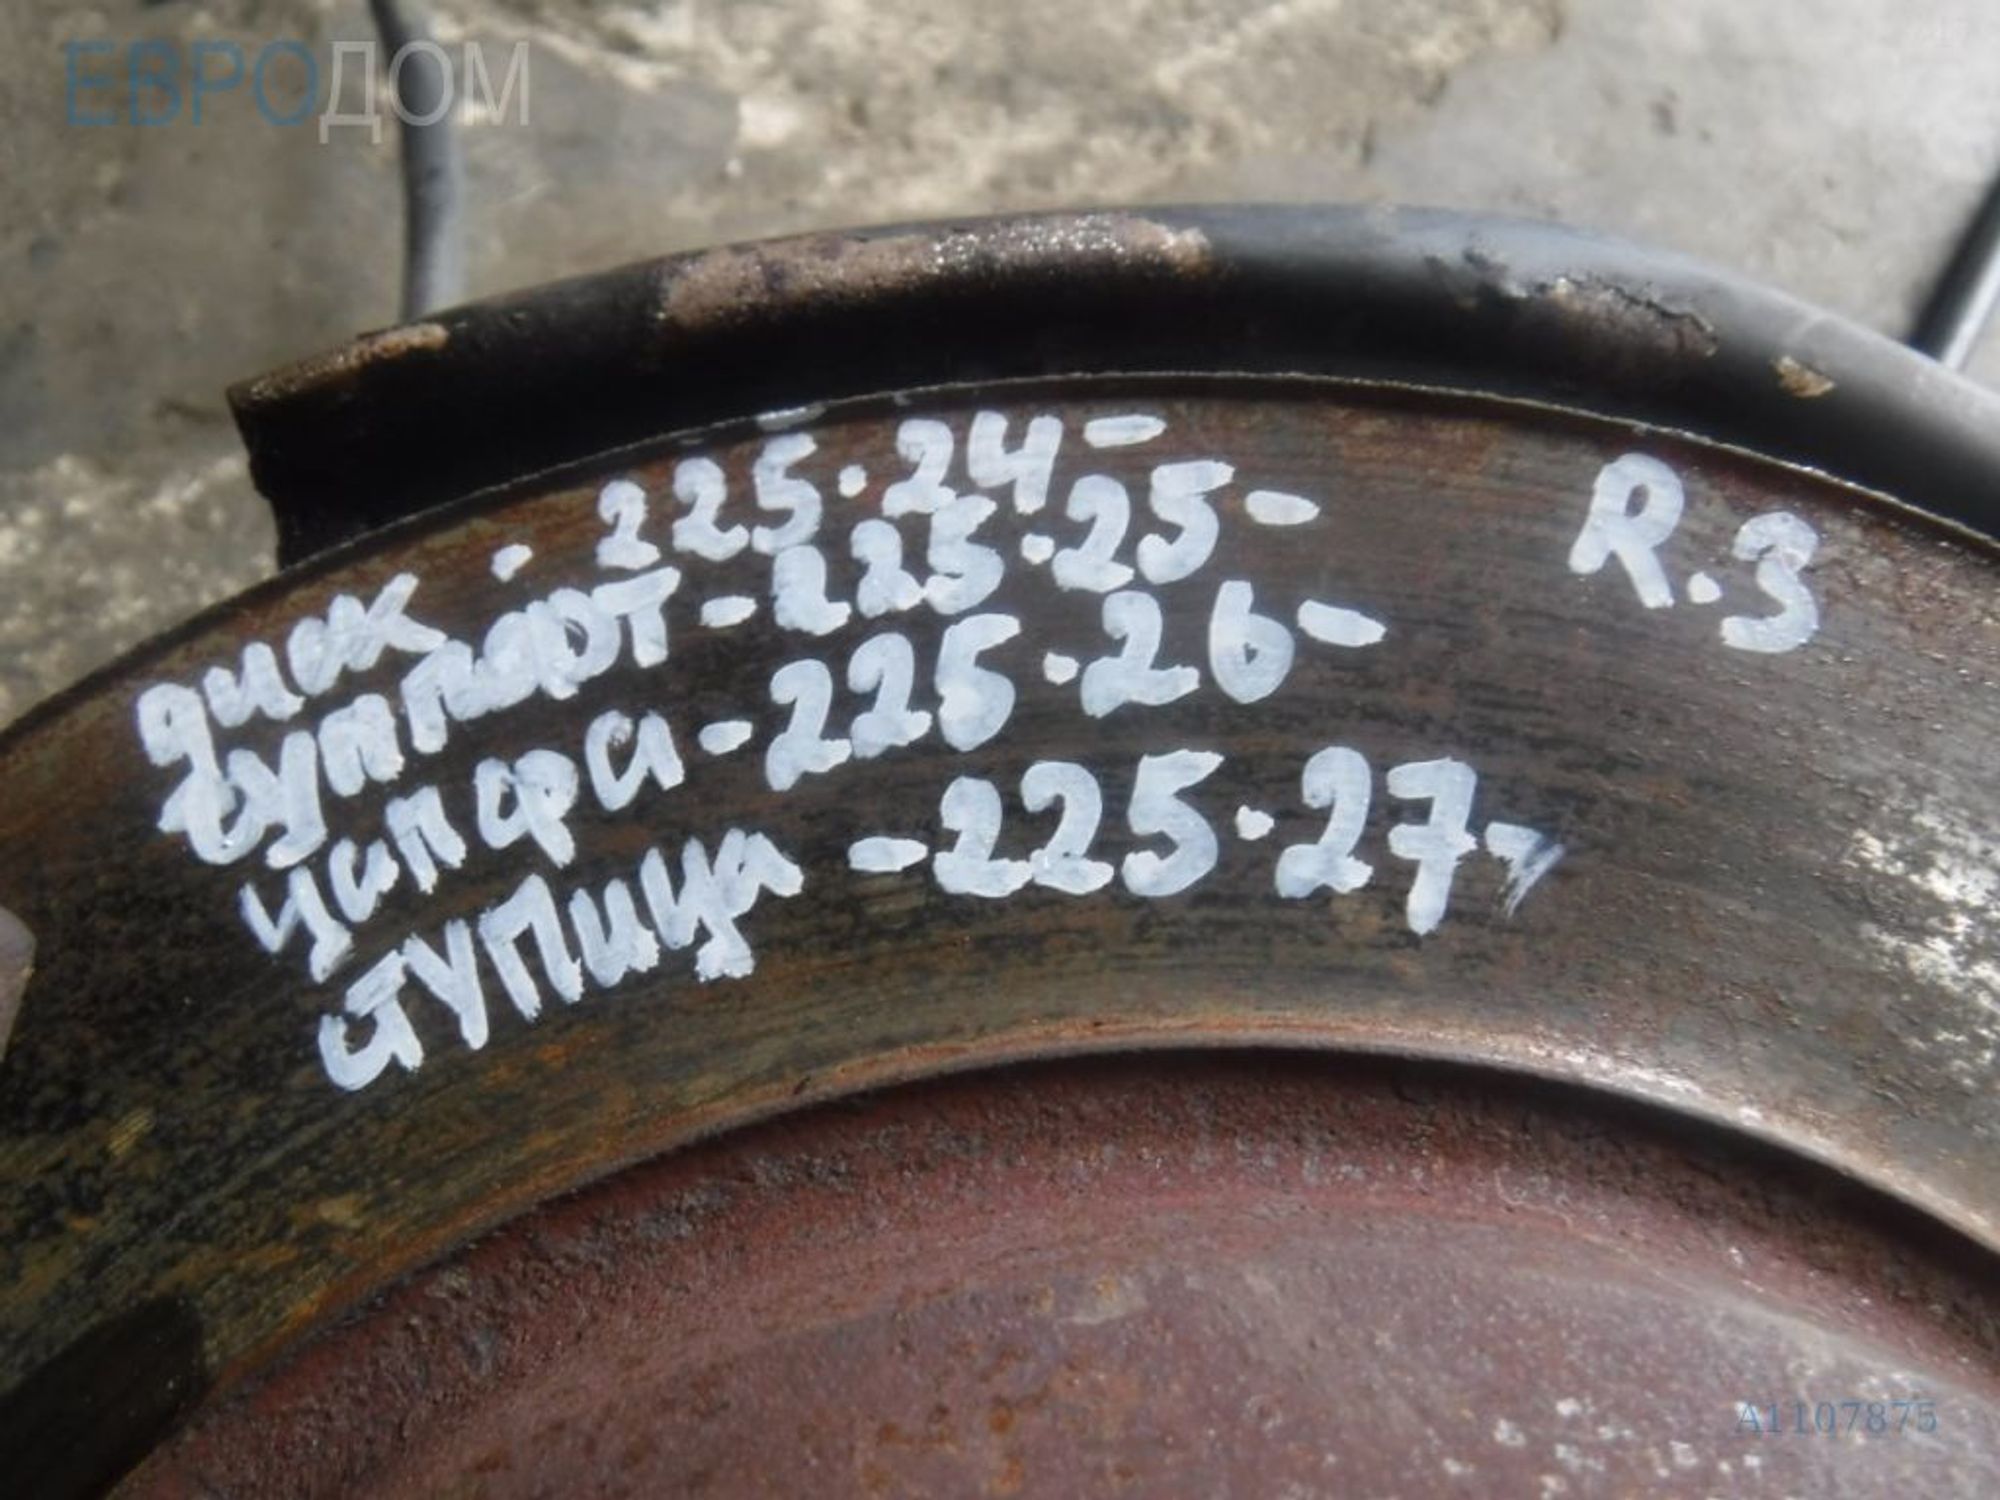 ЕВРОДОМ
диск. 225.24-
суппорт-225.25-
цапфа-225.26-
ступица-225.27-
R.3
A1107875